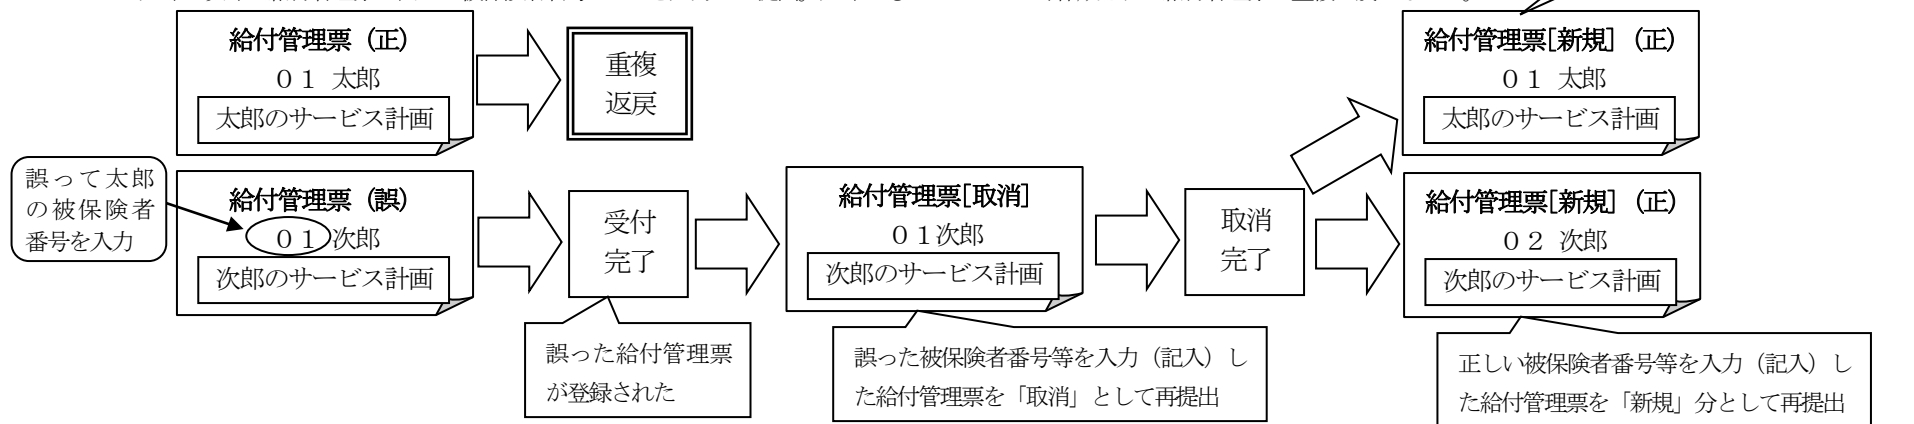 給付管理票（正）
０１ 太郎
太郎のサービス計画
重複
返戻
給付管理票[新規]（正）
０１ 太郎
太郎のサービス計画
誤って太郎
の被保険者
番号を入力
給付管理票（誤）
０１次郎
次郎のサービス計画
受付
完了
給付管理票[取消]
０１次郎
次郎のサービス計画
取消
完了
給付管理票[新規]（正）
０２ 次郎
次郎のサービス計画
誤った給付管理票
が登録された
誤った被保険者番号等を入力（記入）し
た給付管理票を「取消」として再提出
正しい被保険者番号等を入力（記入）し
た給付管理票を「新規」分として再提出